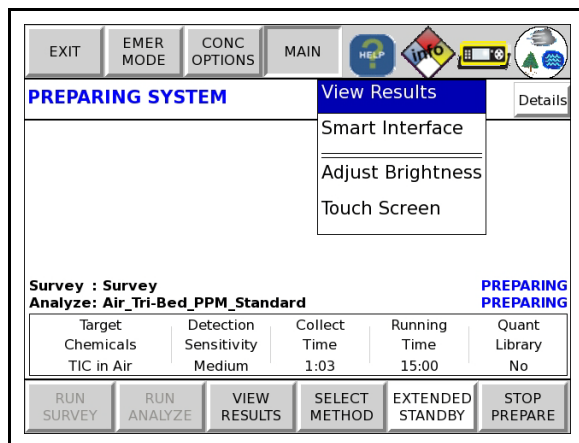 EXIT
EMER
MODE
CONC
OPTIONS
MAIN
HELP
info
PREPARING SYSTEM
Details
View Results
Smart Interface
Adjust Brightness
Touch Screen
Survey : Survey PREPARING
Analyze: Air_Tri-Bed_PPM_Standard PREPARING
Target Detection Collect Running Quant
Chemicals Sensitivity Time Time Library
TIC in Air Medium 1:03 15:00 No
RUN
SURVEY
RUN
ANALYZE
VIEW
RESULTS
SELECT
METHOD
EXTENDED
STANDBY
STOP
PREPARE